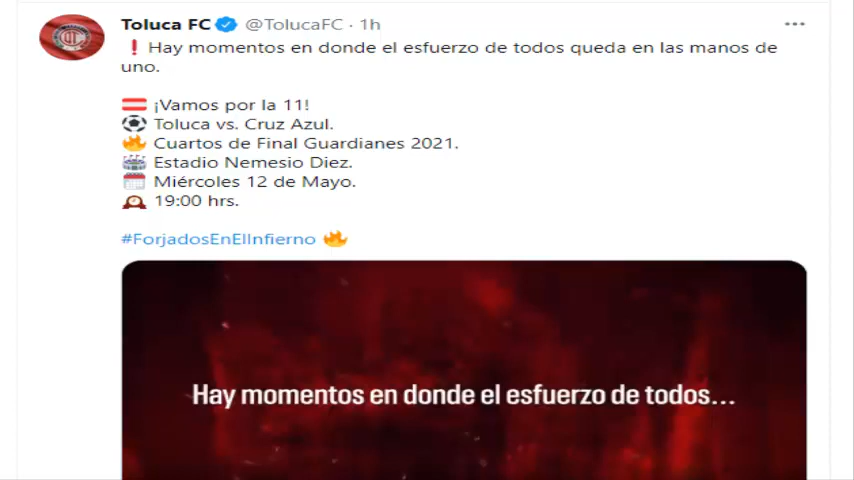 Toluca FC @TolucaFC · 1h
❗ Hay momentos en donde el esfuerzo de todos queda en las manos de
uno.
¡Vamos por la 11!
⚽ Toluca vs. Cruz Azul.
🔥 Cuartos de Final Guardianes 2021.
🏟 Estadio Nemesio Diez.
🗓 Miércoles 12 de Mayo.
🕰 19:00 hrs.
#ForjadosEnElInfierno 🔥
Hay momentos en donde el esfuerzo de todos...